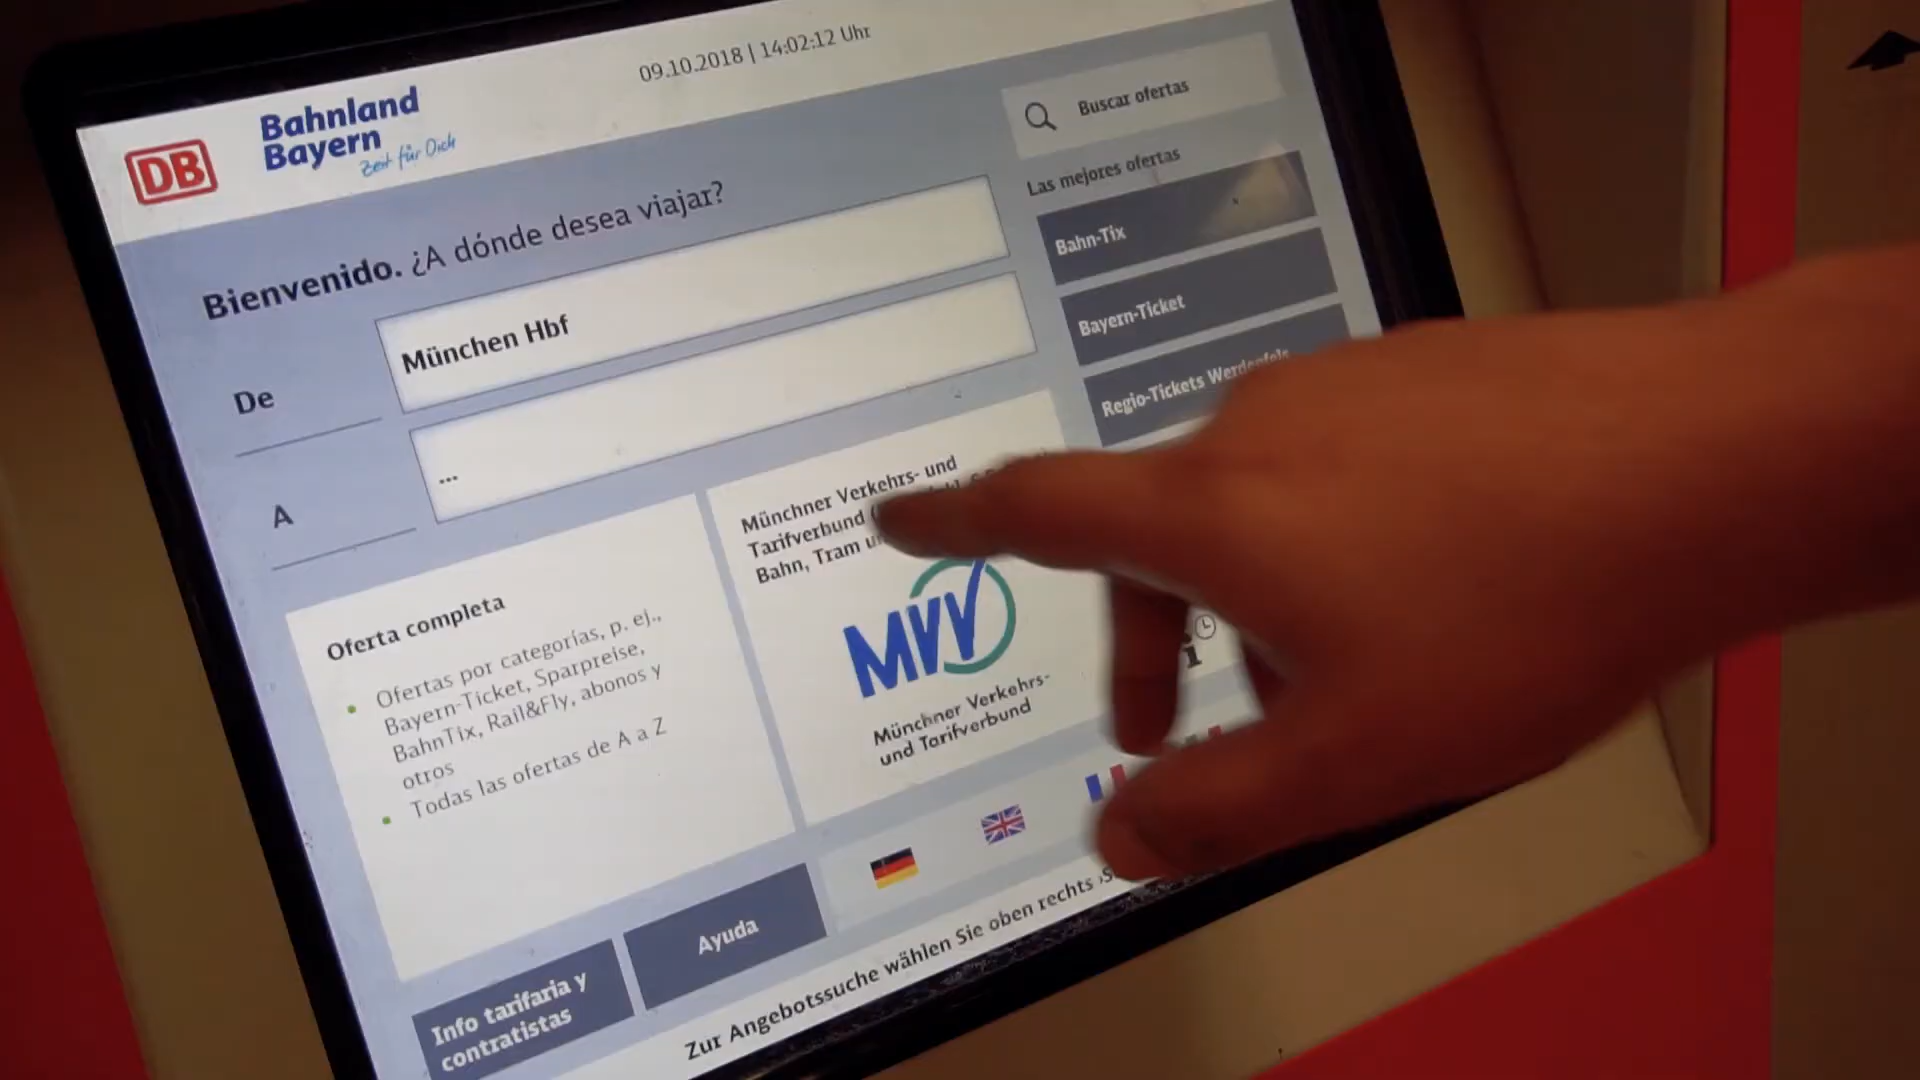 09.10.2018 | 14:02:12 Uhr
DB
Bahnland
Bayern
Zeit für Dich
Buscar ofertas
Bienvenido. ¿A dónde desea viajar?
De
München Hbf
A
...
Las mejores ofertas
Bahn-Tix
Bayern-Ticket
Regio-Tickets Werdenfels
Oferta completa
• Ofertas por categorías, p. ej.,
Bayern-Ticket, Sparpreise,
BahnTix, Rail&Fly, abonos y
otros
• Todas las ofertas de A a Z
Münchner Verkehrs- und
Tarifverbund
Bahn, Tram
MVV
Münchner Verkehrs-
und Tarifverbund
i
Info tarifaria y
contratistas
Ayuda
Zur Angebotssuche wählen Sie oben rechts